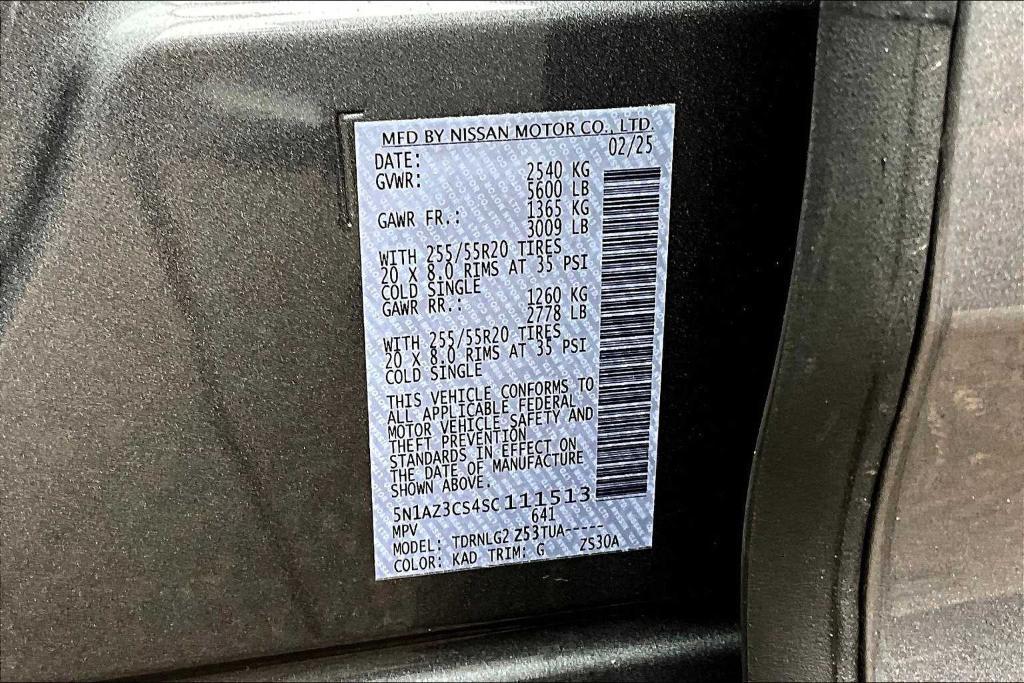 MFD BY NISSAN MOTOR CO., LTD.
DATE: 02/25
GVWR: 2540 KG
5600 LB
GAWR FR.: 1365 KG
3009 LB
WITH 255/55R20 TIRES
20 X 8.0 RIMS AT 35 PSI
COLD SINGLE
GAWR RR.: 1260 KG
2778 LB
WITH 255/55R20 TIRES
20 X 8.0 RIMS AT 35 PSI
COLD SINGLE
THIS VEHICLE CONFORMS TO
ALL APPLICABLE FEDERAL
MOTOR VEHICLE SAFETY AND
THEFT PREVENTION
STANDARDS IN EFFECT ON
THE DATE OF MANUFACTURE
SHOWN ABOVE.
5N1AZ3CS4SC111513
MPV 641
MODEL: TDRNLG2 Z53TUA-----
COLOR: KAD TRIM: G ZS30A